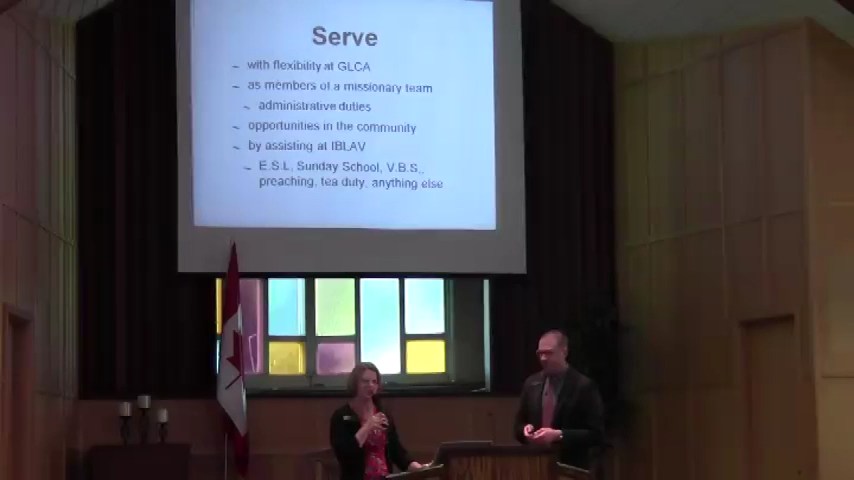 Serve
~ with flexibility at GLCA
~ as members of a missionary team
~ administrative duties
~ opportunities in the community
~ by assisting at IBLAV
~ E.S.L, Sunday School, V.B.S.,
preaching, tea duty, anything else